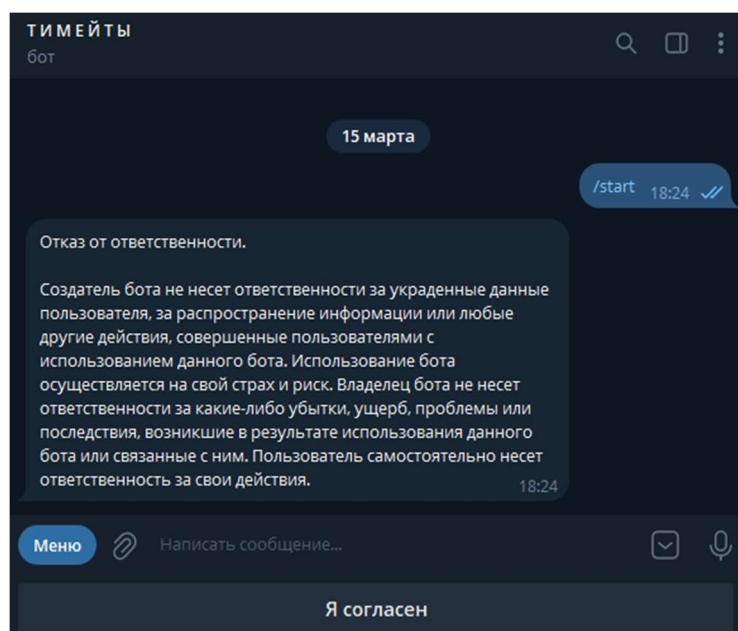 ТИМЕЙТЫ
бот
15 марта
/start 18:24
Отказ от ответственности.
Создатель бота не несет ответственности за украденные данные
пользователя, за распространение информации или любые
другие действия, совершенные пользователями с
использованием данного бота. Использование бота
осуществляется на свой страх и риск. Владелец бота не несет
ответственности за какие-либо убытки, ущерб, проблемы или
последствия, возникшие в результате использования данного
бота или связанные с ним. Пользователь самостоятельно несет
ответственность за свои действия. 18:24
Меню Написать сообщение...
Я согласен